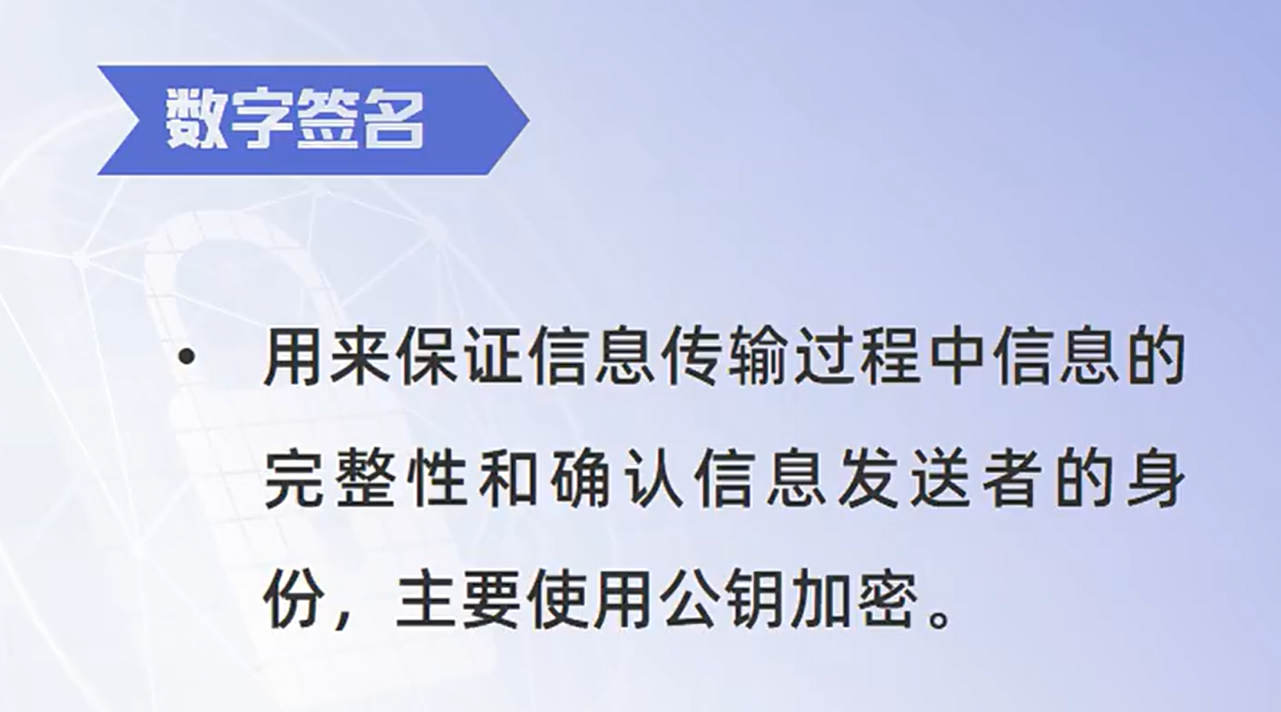 数字签名
• 用来保证信息传输过程中信息的
完整性和确认信息发送者的身
份，主要使用公钥加密。